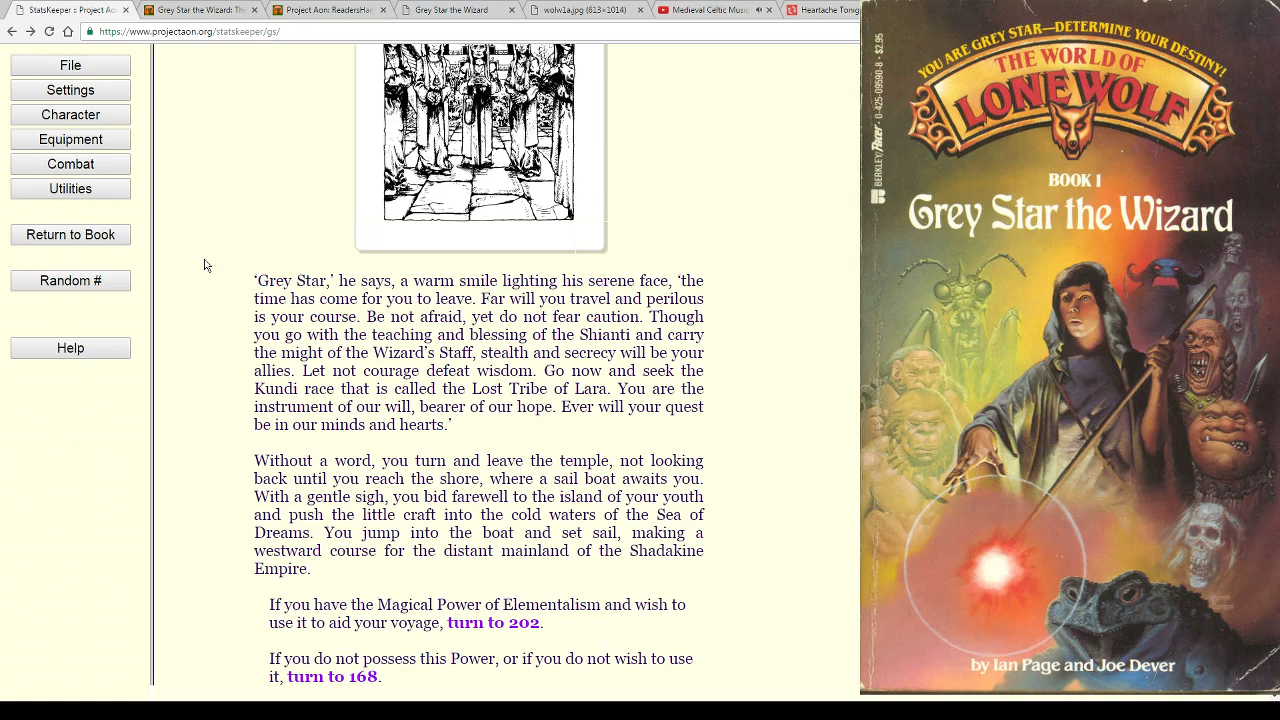 StatsKeeper :: Project Ao
Grey Star the Wizard: The
Project Aon: ReadersHan
Grey Star the Wizard
wolw1a.jpg (613×1014)
Medieval Celtic Music
Heartache Tonig
https://www.projectaon.org/statskeeper/gs/
File
Settings
Character
Equipment
Combat
Utilities
Return to Book
Random #
Help
‘Grey Star,’ he says, a warm smile lighting his serene face, ‘the
time has come for you to leave. Far will you travel and perilous
is your course. Be not afraid, yet do not fear caution. Though
you go with the teaching and blessing of the Shianti and carry
the might of the Wizard’s Staff, stealth and secrecy will be your
allies. Let not courage defeat wisdom. Go now and seek the
Kundi race that is called the Lost Tribe of Lara. You are the
instrument of our will, bearer of our hope. Ever will your quest
be in our minds and hearts.’
Without a word, you turn and leave the temple, not looking
back until you reach the shore, where a sail boat awaits you.
With a gentle sigh, you bid farewell to the island of your youth
and push the little craft into the cold waters of the Sea of
Dreams. You jump into the boat and set sail, making a
westward course for the distant mainland of the Shadakine
Empire.
If you have the Magical Power of Elementalism and wish to
use it to aid your voyage, turn to 202.
If you do not possess this Power, or if you do not wish to use
it, turn to 168.
YOU ARE GREY STAR—DETERMINE YOUR DESTINY!
THE WORLD OF
LONE WOLF
BOOK 1
Grey Star the Wizard
by Ian Page and Joe Dever
BERKLEY/Pacer • 0-425-09590-8 • $2.95